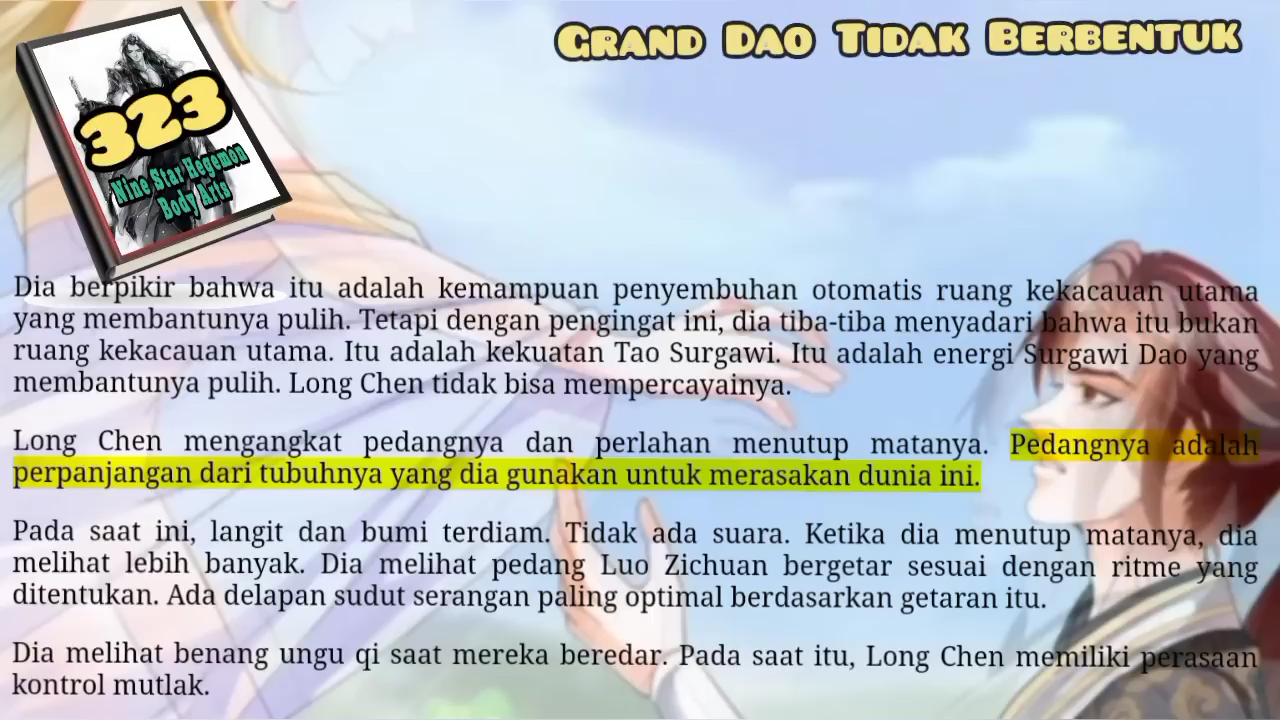 GRAND DAO TIDAK BERBENTUK
323
Nine Star Hegemon
Body Arts
Dia berpikir bahwa itu adalah kemampuan penyembuhan otomatis ruang kekacauan utama
yang membantunya pulih. Tetapi dengan pengingat ini, dia tiba-tiba menyadari bahwa itu bukan
ruang kekacauan utama. Itu adalah kekuatan Tao Surgawi. Itu adalah energi Surgawi Dao yang
membantunya pulih. Long Chen tidak bisa mempercayainya.
Long Chen mengangkat pedangnya dan perlahan menutup matanya. Pedangnya adalah
perpanjangan dari tubuhnya yang dia gunakan untuk merasakan dunia ini.
Pada saat ini, langit dan bumi terdiam. Tidak ada suara. Ketika dia menutup matanya, dia
melihat lebih banyak. Dia melihat pedang Luo Zichuan bergetar sesuai dengan ritme yang
ditentukan. Ada delapan sudut serangan paling optimal berdasarkan getaran itu.
Dia melihat benang ungu qi saat mereka beredar. Pada saat itu, Long Chen memiliki perasaan
kontrol mutlak.